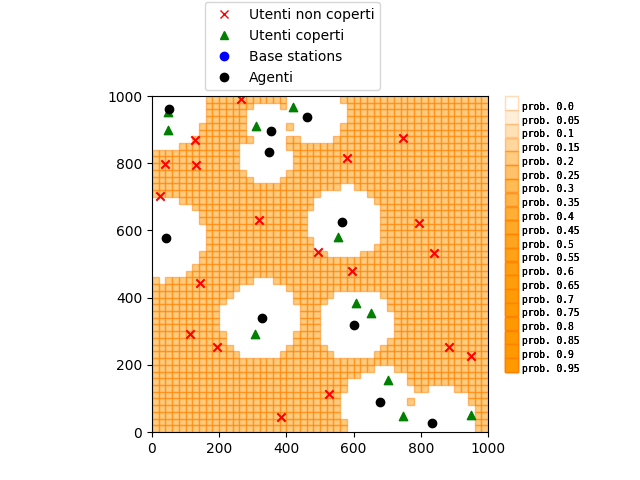 Utenti non coperti
Utenti coperti
Base stations
Agenti
1000
800
600
400
200
0
0 200 400 600 800 1000
prob. 0.0
prob. 0.05
prob. 0.1
prob. 0.15
prob. 0.2
prob. 0.25
prob. 0.3
prob. 0.35
prob. 0.4
prob. 0.45
prob. 0.5
prob. 0.55
prob. 0.6
prob. 0.65
prob. 0.7
prob. 0.75
prob. 0.8
prob. 0.85
prob. 0.9
prob. 0.95